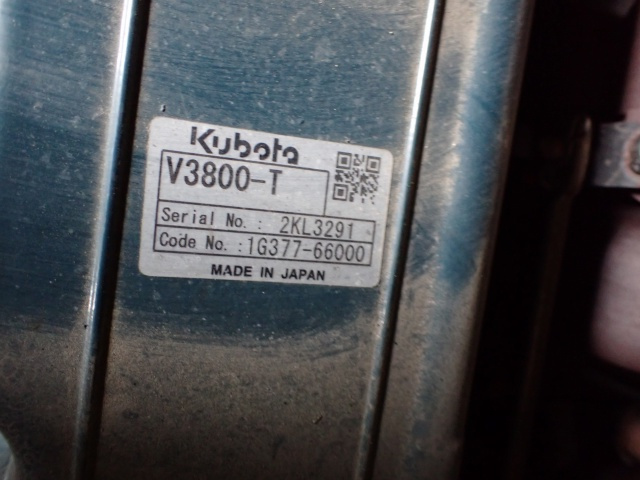 Kubota
V3800-T
Serial No. : 2KL3291
Code No. : 1G377-66000
MADE IN JAPAN